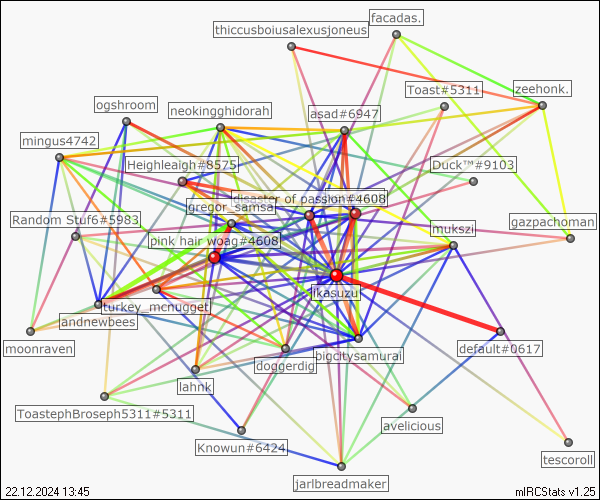 facadas.
thiccusboiusalexusjoneus
Toast#5311
zeehonk.
ogshroom
neokingghidorah
asad#6947
mingus4742
Heighleaigh#8575
Duck™#9103
disaster of passion#4608
gregor_samsa
Random Stuf6#5983
gazpachoman
mukszi
pink hair woag#4608
ikasuzu
turkey_mcnugget
andnewbees
moonraven
default#0617
bigcitysamurai
doggerdig
lahnk
ToastephBroseph5311#5311
avelicious
Knowun#6424
tescoroll
jarlbreadmaker
22.12.2024 13:45
mIRCStats v1.25